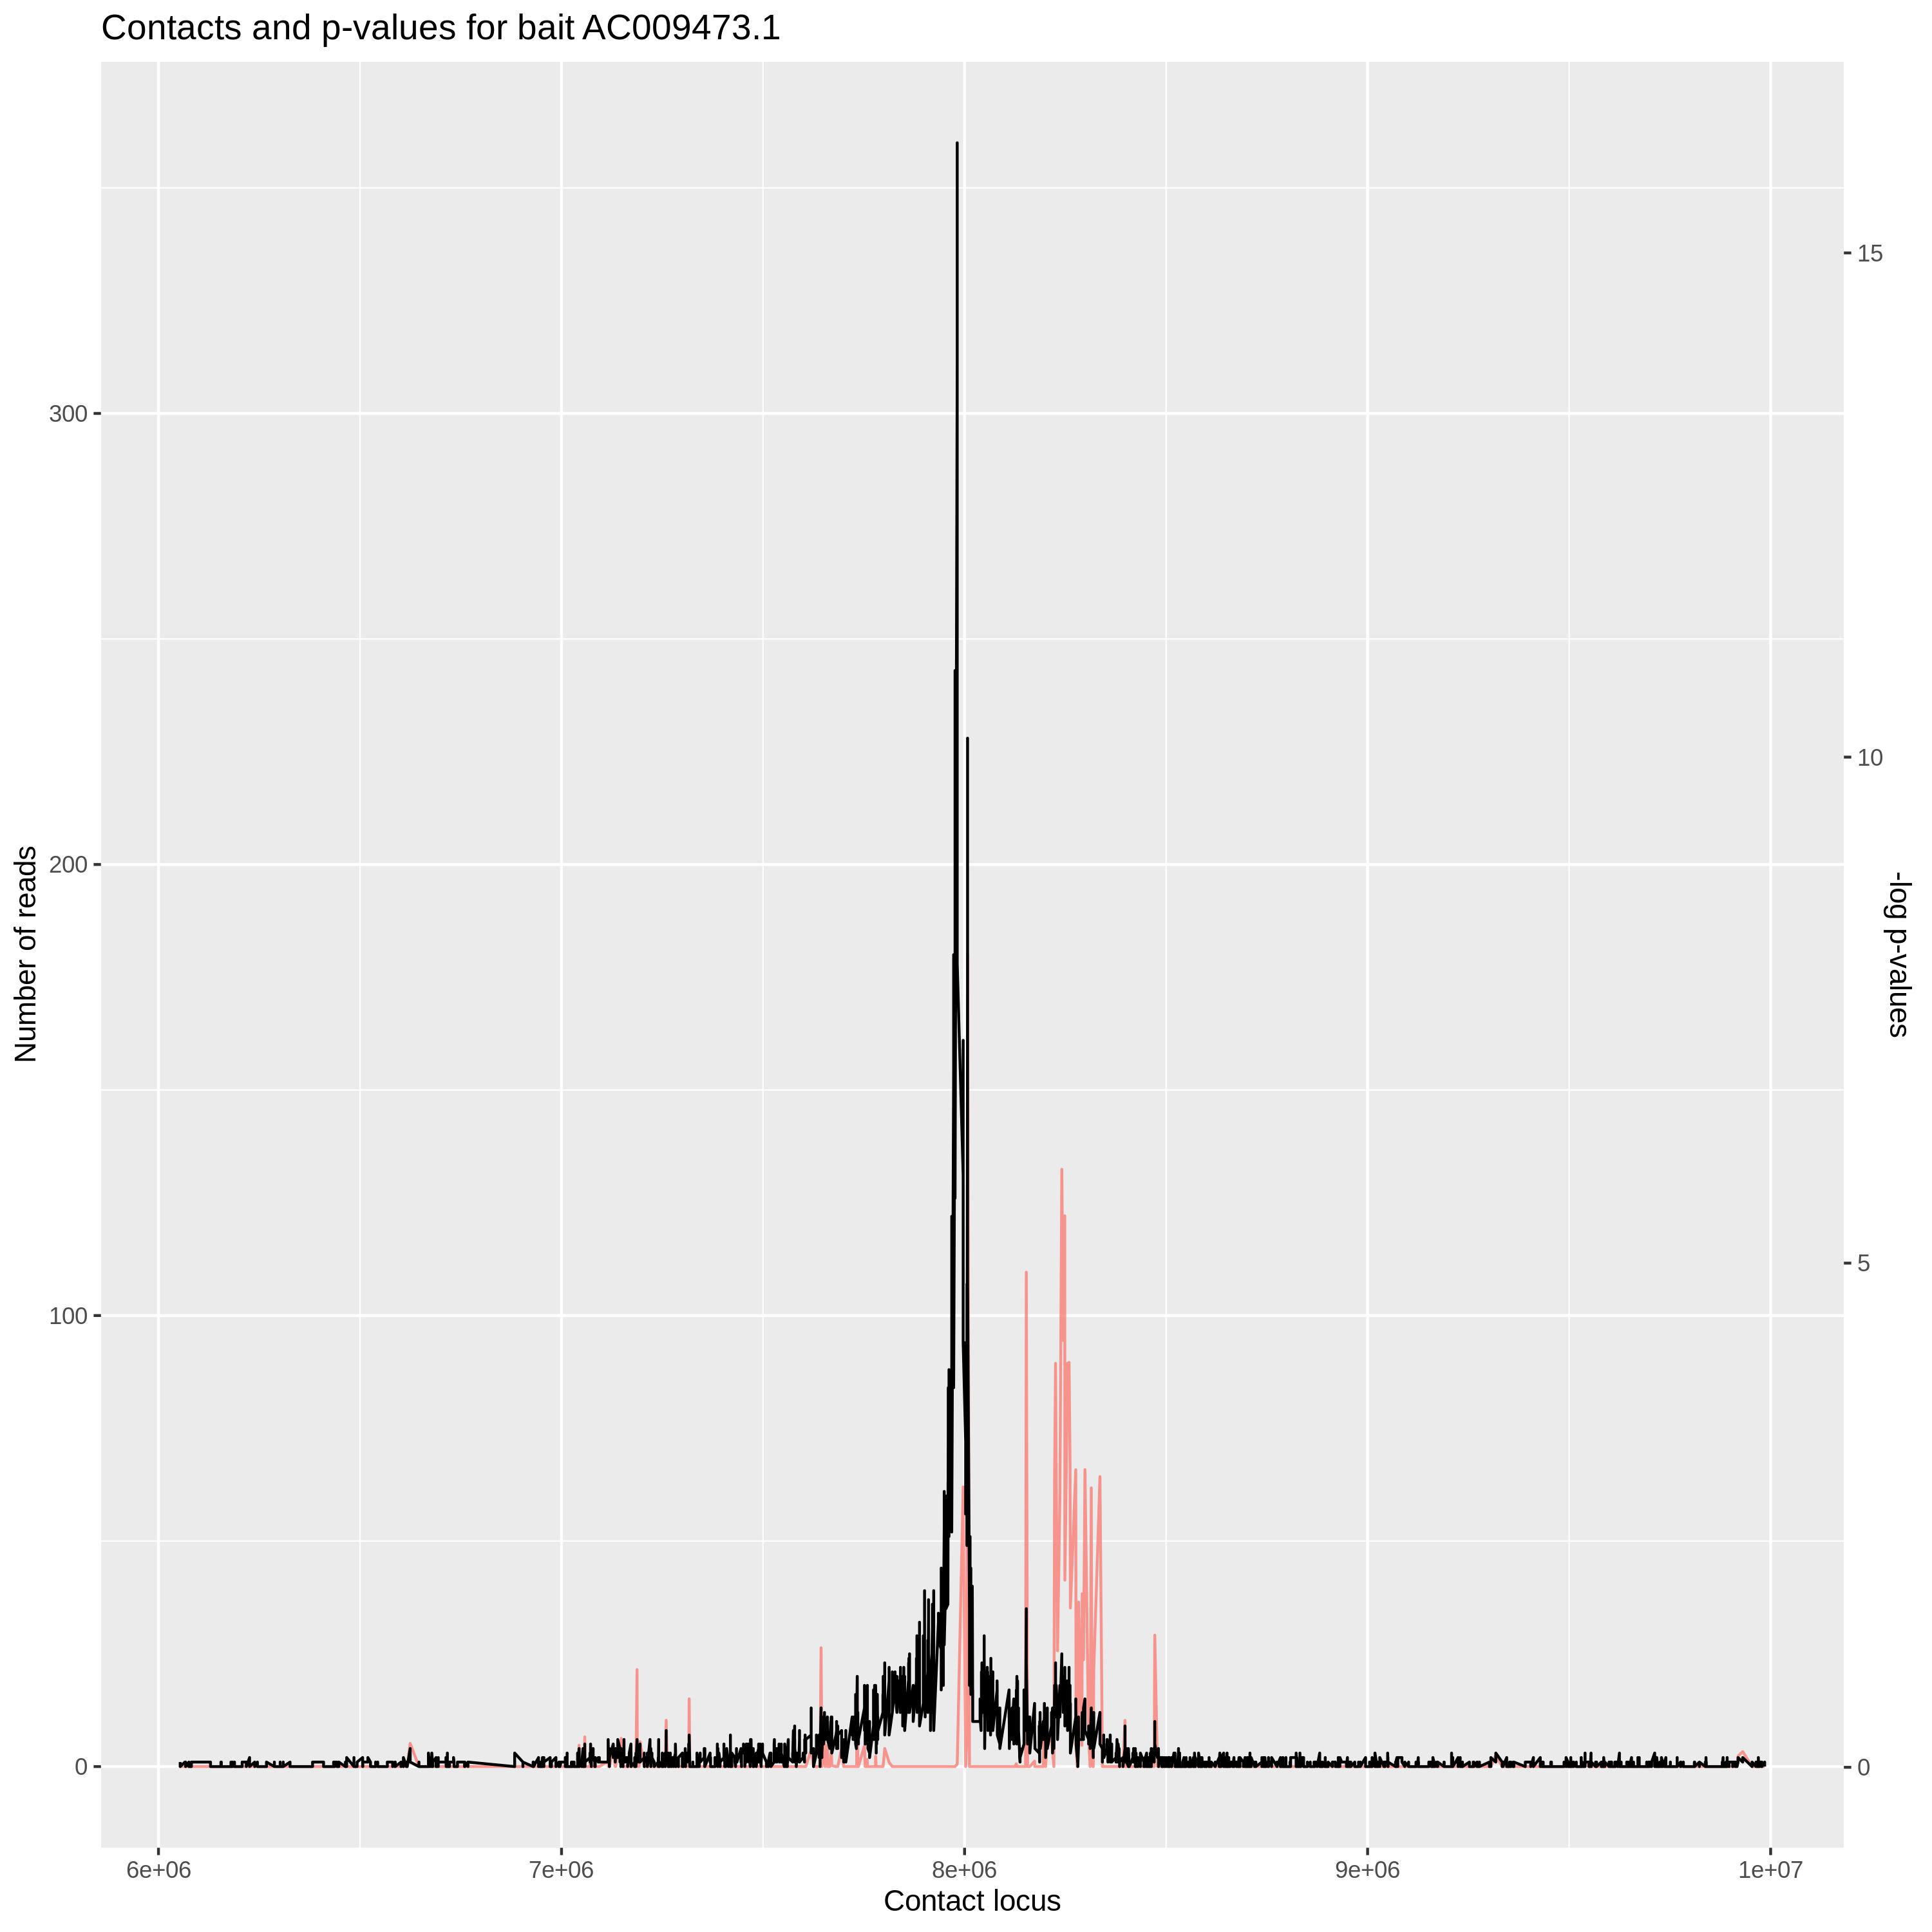 Contacts and p-values for bait AC009473.1
Number of reads
300
200
100
0
15
10
5
0
-log p-values
6e+06 7e+06 8e+06 9e+06 1e+07
Contact locus